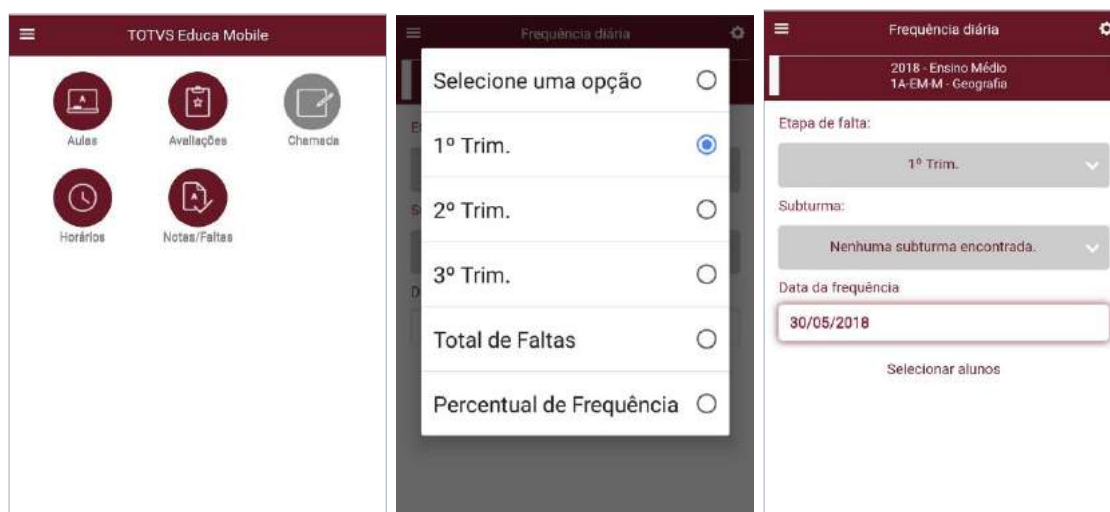 TOTVS Educa Mobile
Aulas
Avaliações
Chamada
Horários
Notas/Faltas
Frequência diária
Selecione uma opção
1º Trim.
2º Trim.
3º Trim.
Total de Faltas
Percentual de Frequência
Frequência diária
2018 - Ensino Médio
1A-EM-M - Geografia
Etapa de falta:
1º Trim.
Subturma:
Nenhuma subturma encontrada.
Data da frequência
30/05/2018
Selecionar alunos